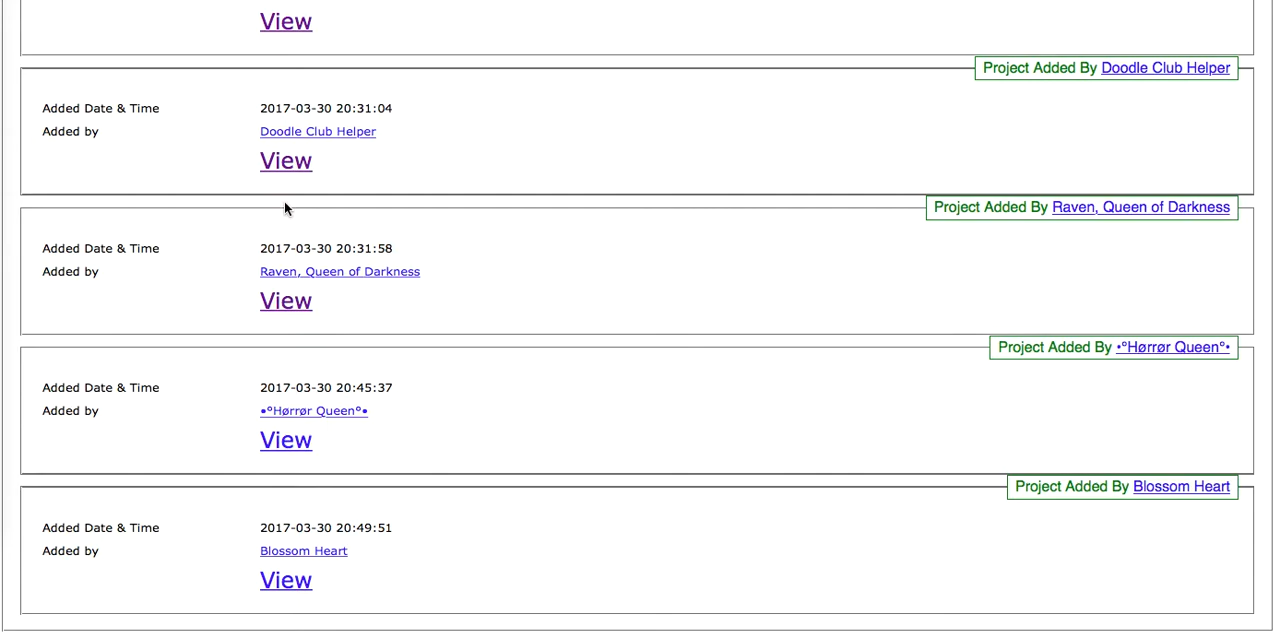 View
Project Added By Doodle Club Helper
Added Date & Time 2017-03-30 20:31:04
Added by Doodle Club Helper
View
Project Added By Raven, Queen of Darkness
Added Date & Time 2017-03-30 20:31:58
Added by Raven, Queen of Darkness
View
Project Added By •°Hørrør Queen°•
Added Date & Time 2017-03-30 20:45:37
Added by •°Hørrør Queen°•
View
Project Added By Blossom Heart
Added Date & Time 2017-03-30 20:49:51
Added by Blossom Heart
View